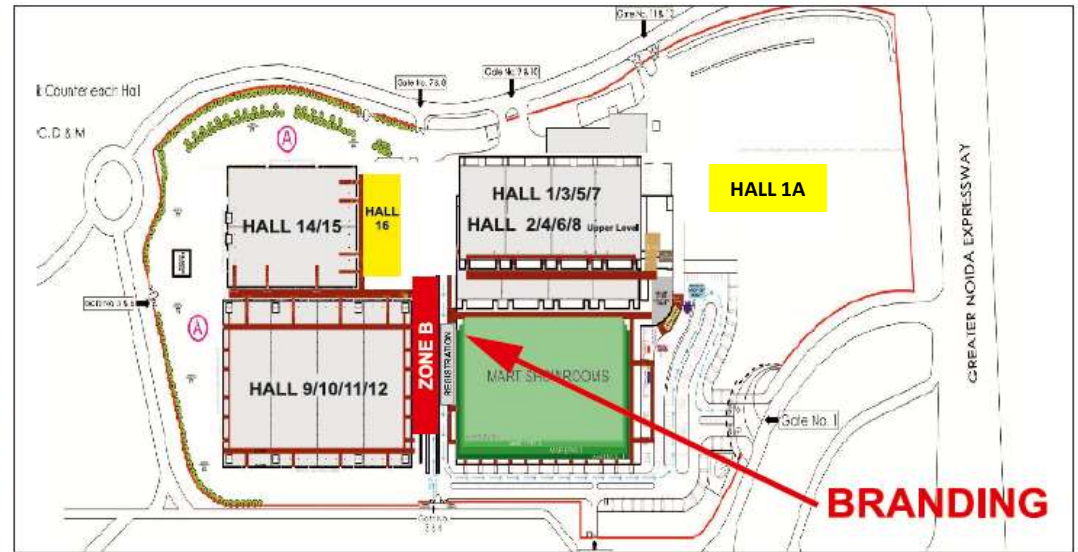 Gate No. 11 & 12
Gate No. 9 & 10
Gate No. 7 & 8
k Counter each Hall
C, D & M
A
HALL 1/3/5/7
HALL 2/4/6/8 Upper Level
HALL 1A
HALL 14/15
HALL
16
A
ZONE B
REGISTRATION
MART SHOWROOMS
HALL 9/10/11/12
Gate No. 1
GREATER NOIDA EXPRESSWAY
BRANDING